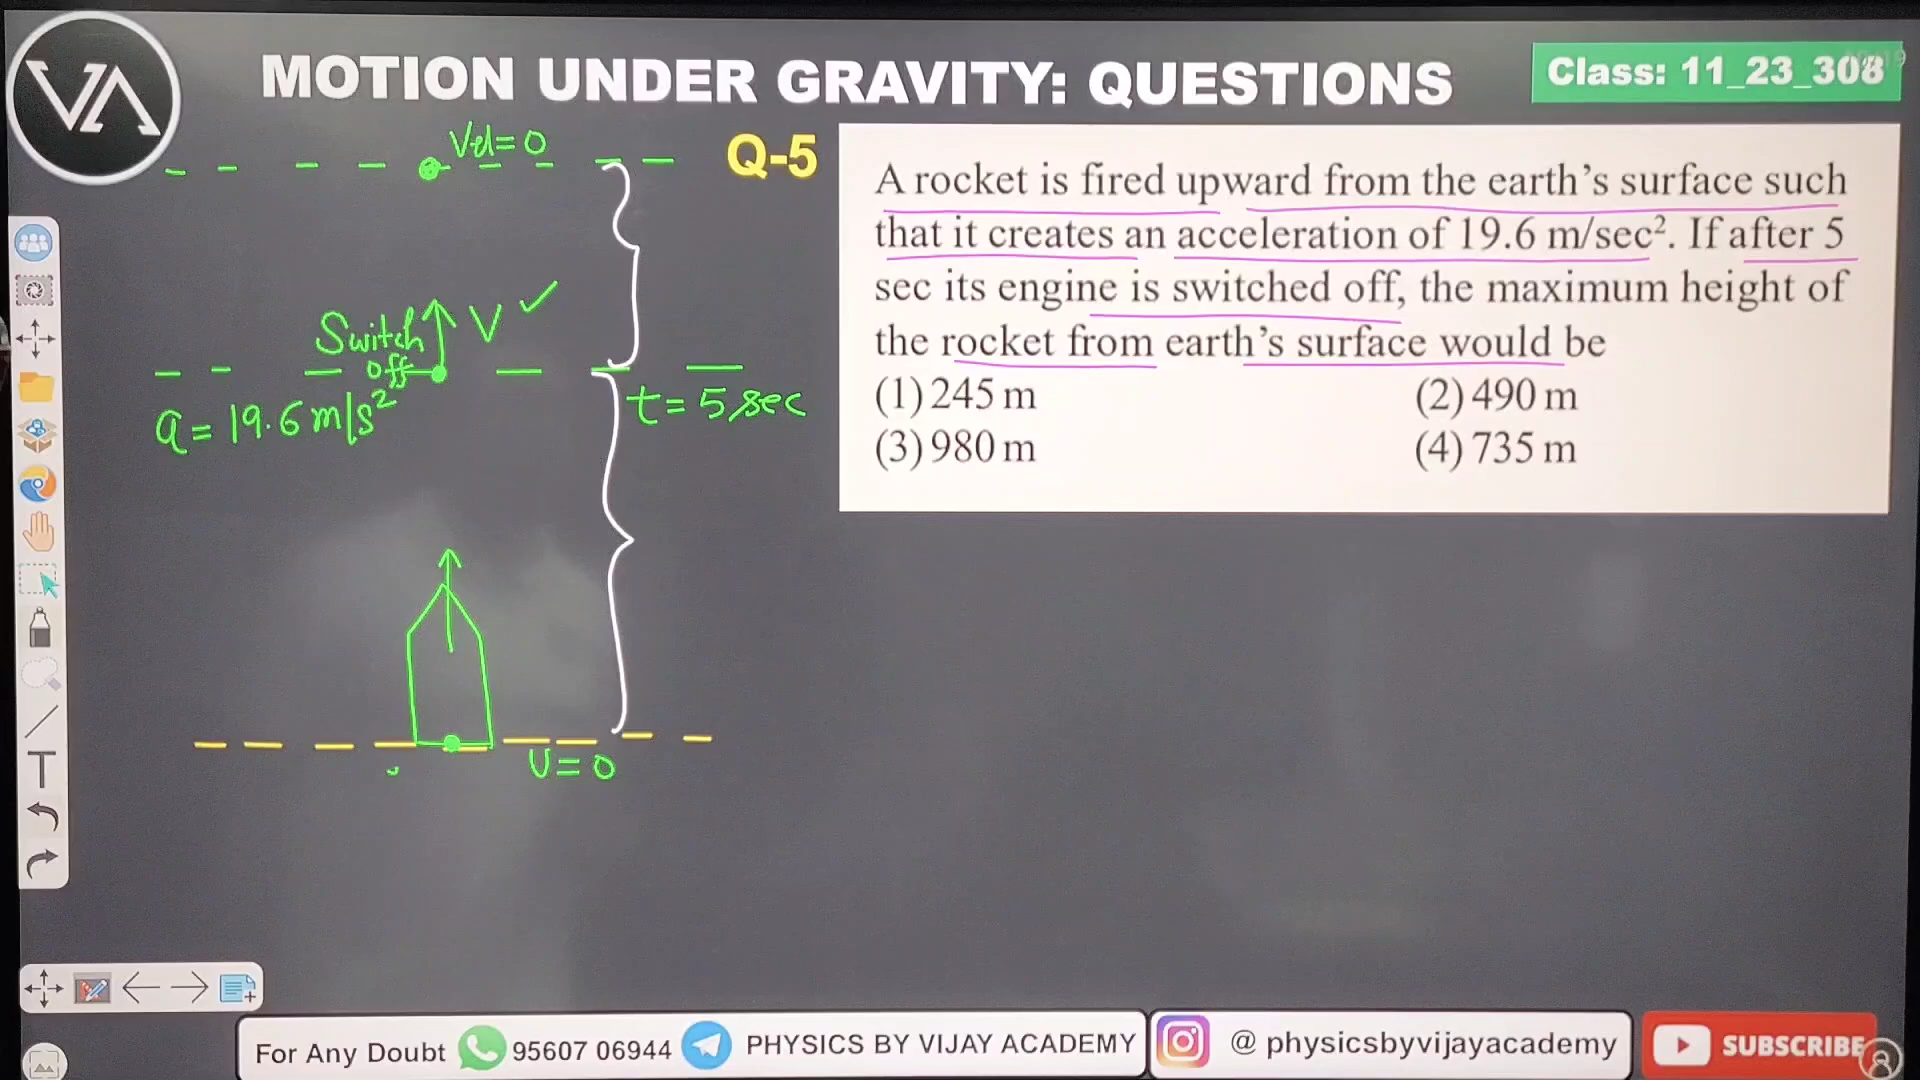 VA
MOTION UNDER GRAVITY: QUESTIONS
Class: 11_23_308
Vel = 0
Q-5
A rocket is fired upward from the earth's surface such
that it creates an acceleration of 19.6 m/sec². If after 5
sec its engine is switched off, the maximum height of
the rocket from earth's surface would be
(1) 245 m (2) 490 m
(3) 980 m (4) 735 m
Switch off
V ✓
a = 19.6 m/s²
t = 5 sec
U = 0
T
For Any Doubt 95607 06944 PHYSICS BY VIJAY ACADEMY @ physicsbyvijayacademy SUBSCRIBE